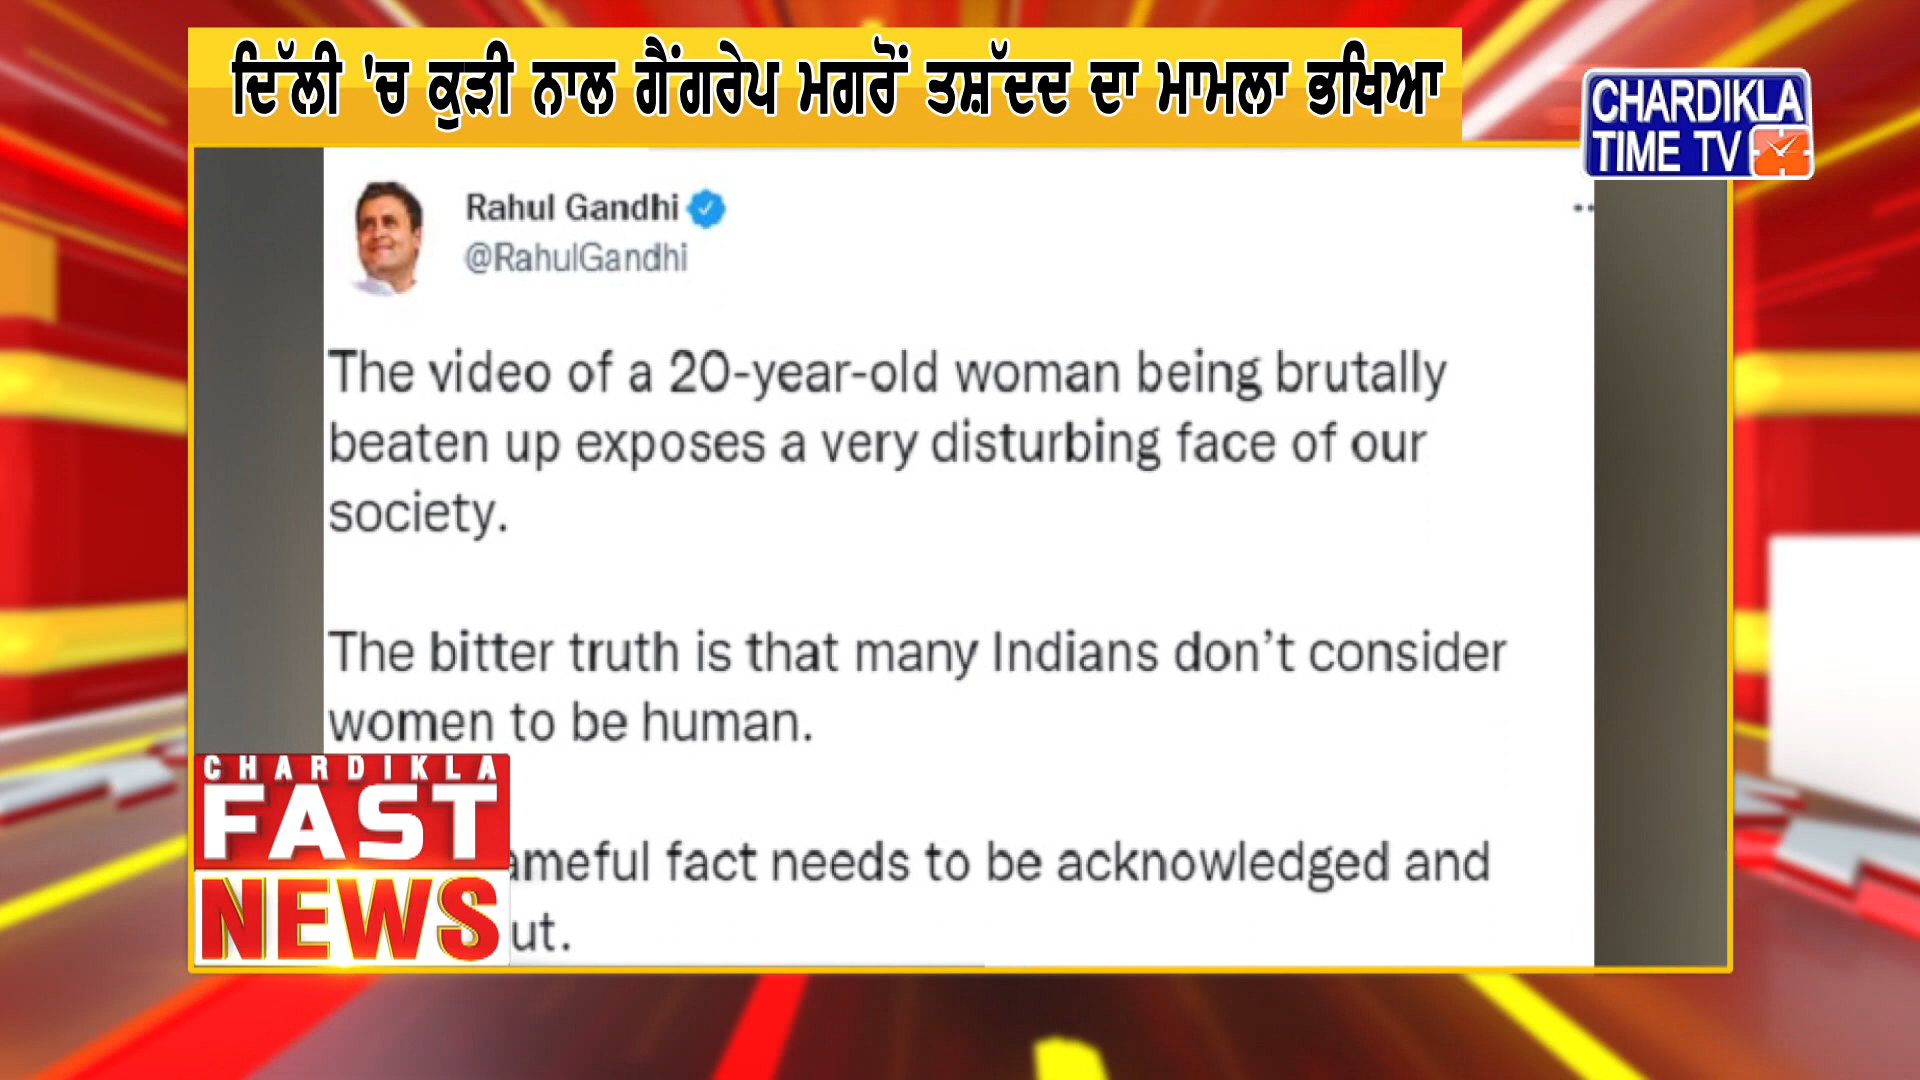 ਦਿੱਲੀ 'ਚ ਕੁੜੀ ਨਾਲ ਗੈਂਗਰੇਪ ਮਗਰੋਂ ਤਸ਼ੱਦਦ ਦਾ ਮਾਮਲਾ ਭਖਿਆ
CHARDIKLA
TIME TV
Rahul Gandhi
@RahulGandhi
The video of a 20-year-old woman being brutally
beaten up exposes a very disturbing face of our
society.
The bitter truth is that many Indians don’t consider
women to be human.
fact needs to be acknowledged and
CHARDIKLA
FAST
NEWS